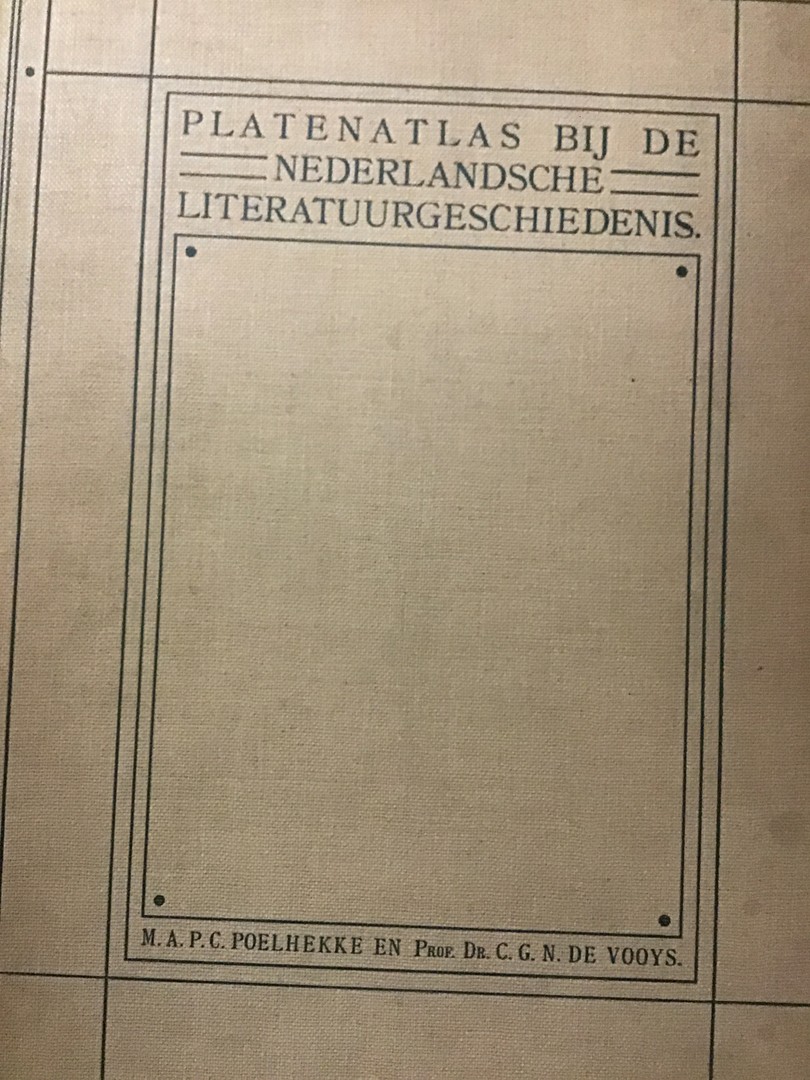 PLATENATLAS BIJ DE
NEDERLANDSCHE
LITERATUURGESCHIEDENIS.
M. A. P. C. POELHEKKE EN PROF. DR. C. G. N. DE VOOYS.